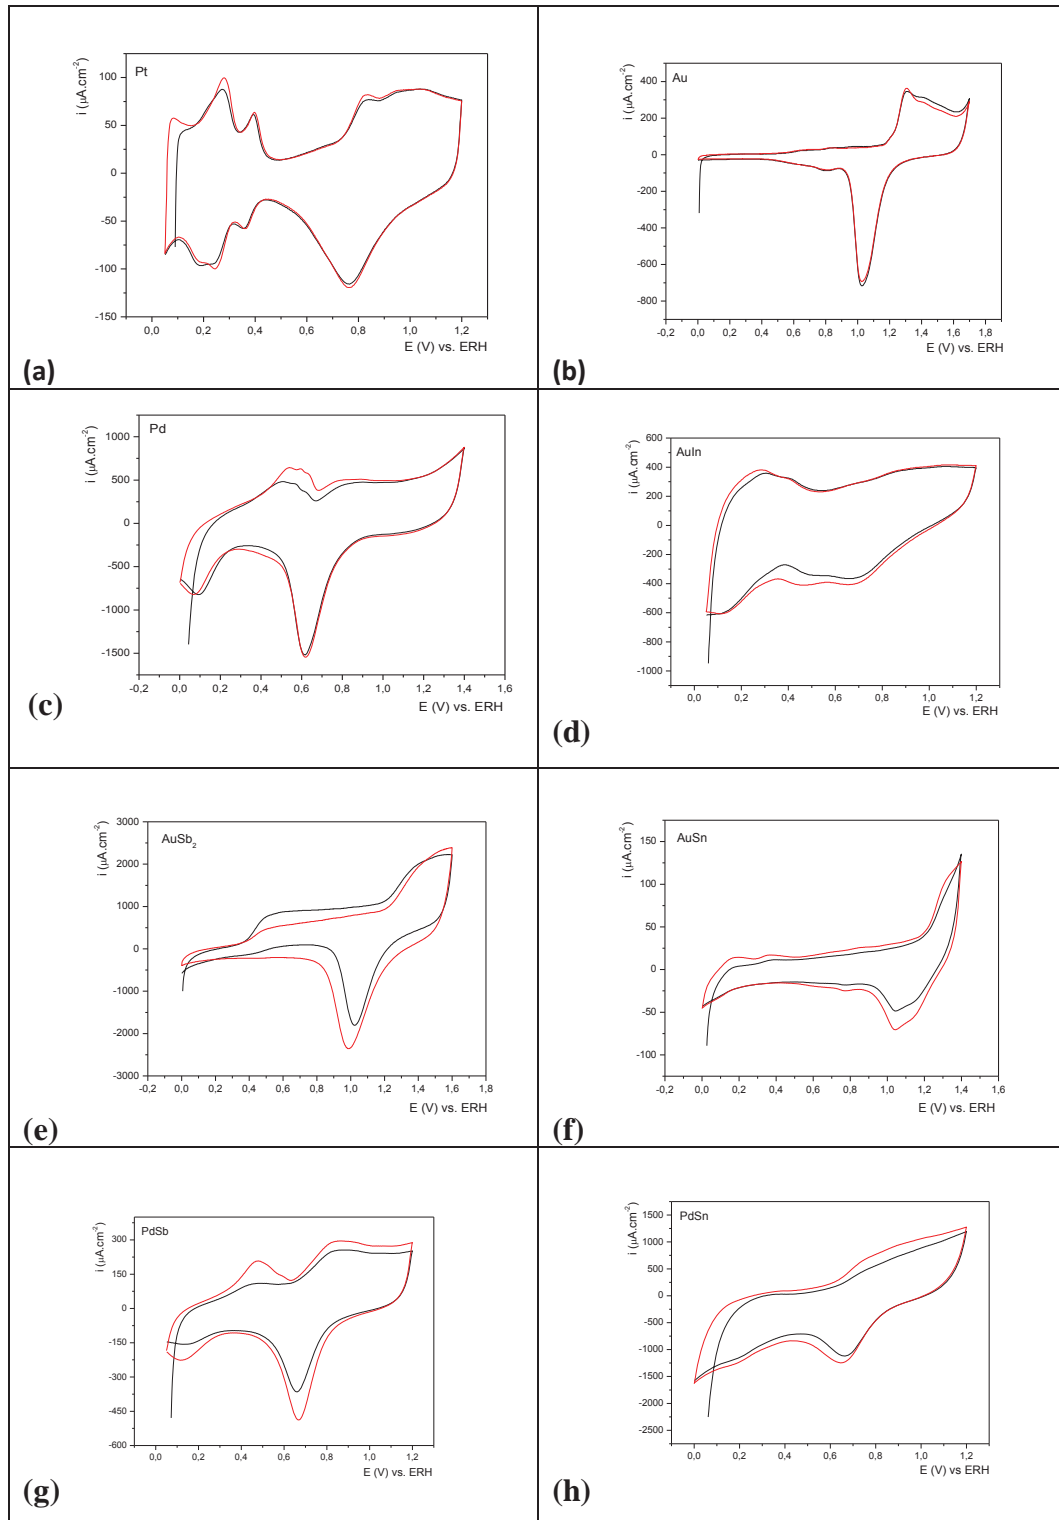 Pt
i (µA.cm-2)
100
50
0
-50
-100
-150
0,0 0,2 0,4 0,6 0,8 1,0 1,2
E (V) vs. ERH
(a)
Au
i (µA.cm-2)
400
200
0
-200
-400
-600
-800
-0,2 0,0 0,2 0,4 0,6 0,8 1,0 1,2 1,4 1,6 1,8
E (V) vs. ERH
(b)
Pd
i (µA.cm-2)
1000
500
0
-500
-1000
-1500
-0,2 0,0 0,2 0,4 0,6 0,8 1,0 1,2 1,4 1,6
E (V) vs. ERH
(c)
AuIn
i (µA.cm-2)
600
400
200
0
-200
-400
-600
-800
-1000
0,0 0,2 0,4 0,6 0,8 1,0 1,2
E (V) vs. ERH
(d)
AuSb2
i (µA.cm-2)
3000
2000
1000
0
-1000
-2000
-3000
-0,2 0,0 0,2 0,4 0,6 0,8 1,0 1,2 1,4 1,6 1,8
E (V) vs. ERH
(e)
AuSn
i (µA.cm-2)
150
100
50
0
-50
-100
-0,2 0,0 0,2 0,4 0,6 0,8 1,0 1,2 1,4 1,6
E (V) vs. ERH
(f)
PdSb
i (µA.cm-2)
300
150
0
-150
-300
-450
-600
0,0 0,2 0,4 0,6 0,8 1,0 1,2
E (V) vs. ERH
(g)
PdSn
i (µA.cm-2)
1500
1000
500
0
-500
-1000
-1500
-2000
-2500
0,0 0,2 0,4 0,6 0,8 1,0 1,2
E (V) vs ERH
(h)